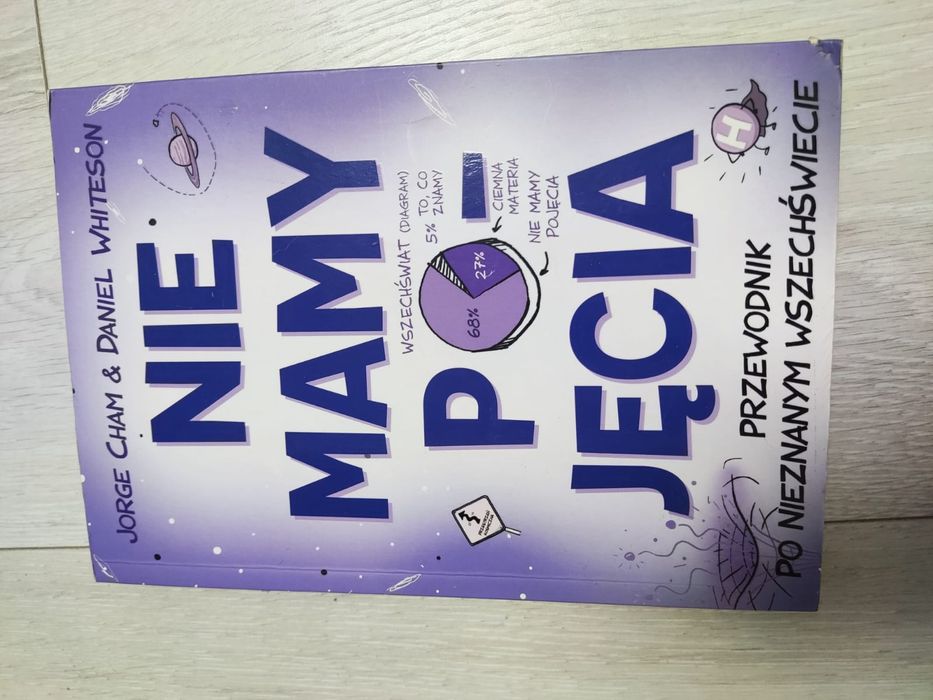 JORGE CHAM & DANIEL WHITESON
NIE
MAMY
WSZECHŚWIAT (DIAGRAM)
5% TO, CO
ZNAMY
68%
27%
CIEMNA
MATERIA
NIE MAMY
POJĘCIA
P -
JĘCIA
H
PRZEWODNIK
PO NIEZNANYM WSZECHŚWIECIE